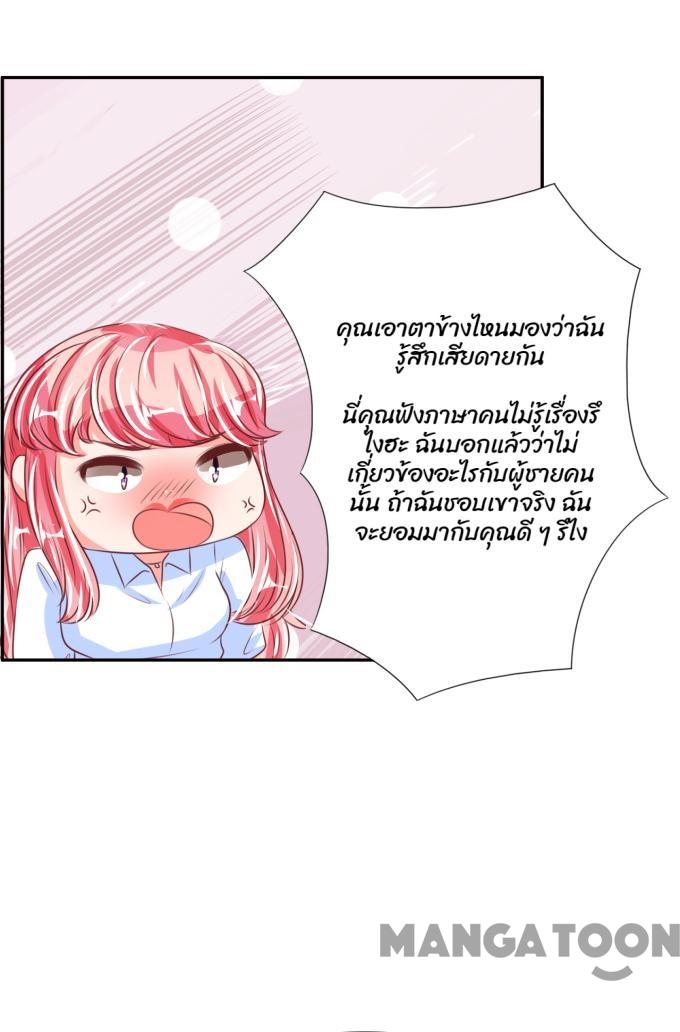 คุณเอาตาข้างไหนมองว่าฉัน
รู้สึกเสียดายกัน
นี่คุณฟังภาษาคนไม่รู้เรื่องรึ
ไงฮะ ฉันบอกแล้วว่าไม่
เกี่ยวข้องอะไรกับผู้ชายคน
นั้น ถ้าฉันชอบเขาจริง ฉัน
จะยอมมากับคุณดี ๆ รึไง
MANGATOON